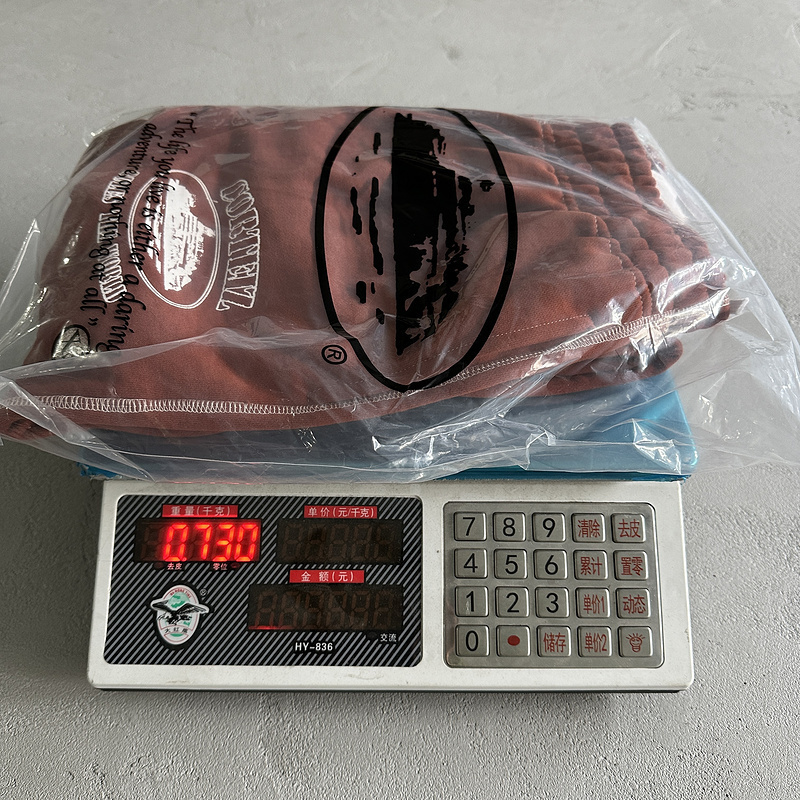 "The life you live is either a daring
adventure or nothing at all"
CORTEIZ
®
重量(千克)
单价(元/千克)
0.730
去皮
零位
金额(元)
®
交流
HY-836
7 8 9 清除 去皮
4 5 6 累计 置零
1 2 3 单价1 动态
0 储存 单价2